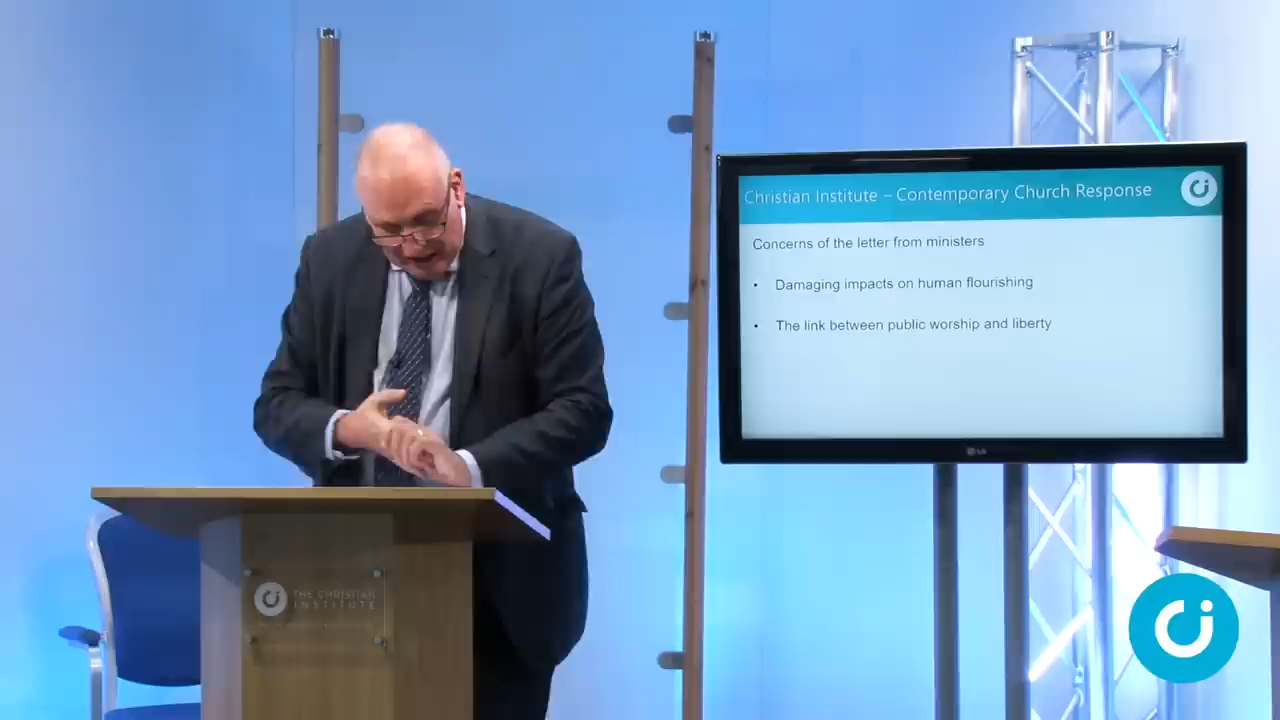 Christian Institute – Contemporary Church Response
Concerns of the letter from ministers
• Damaging impacts on human flourishing
• The link between public worship and liberty
LG
THE CHRISTIAN
INSTITUTE